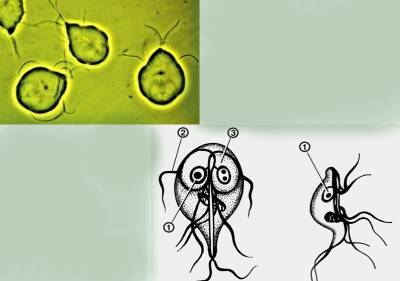 ② ③
① ①